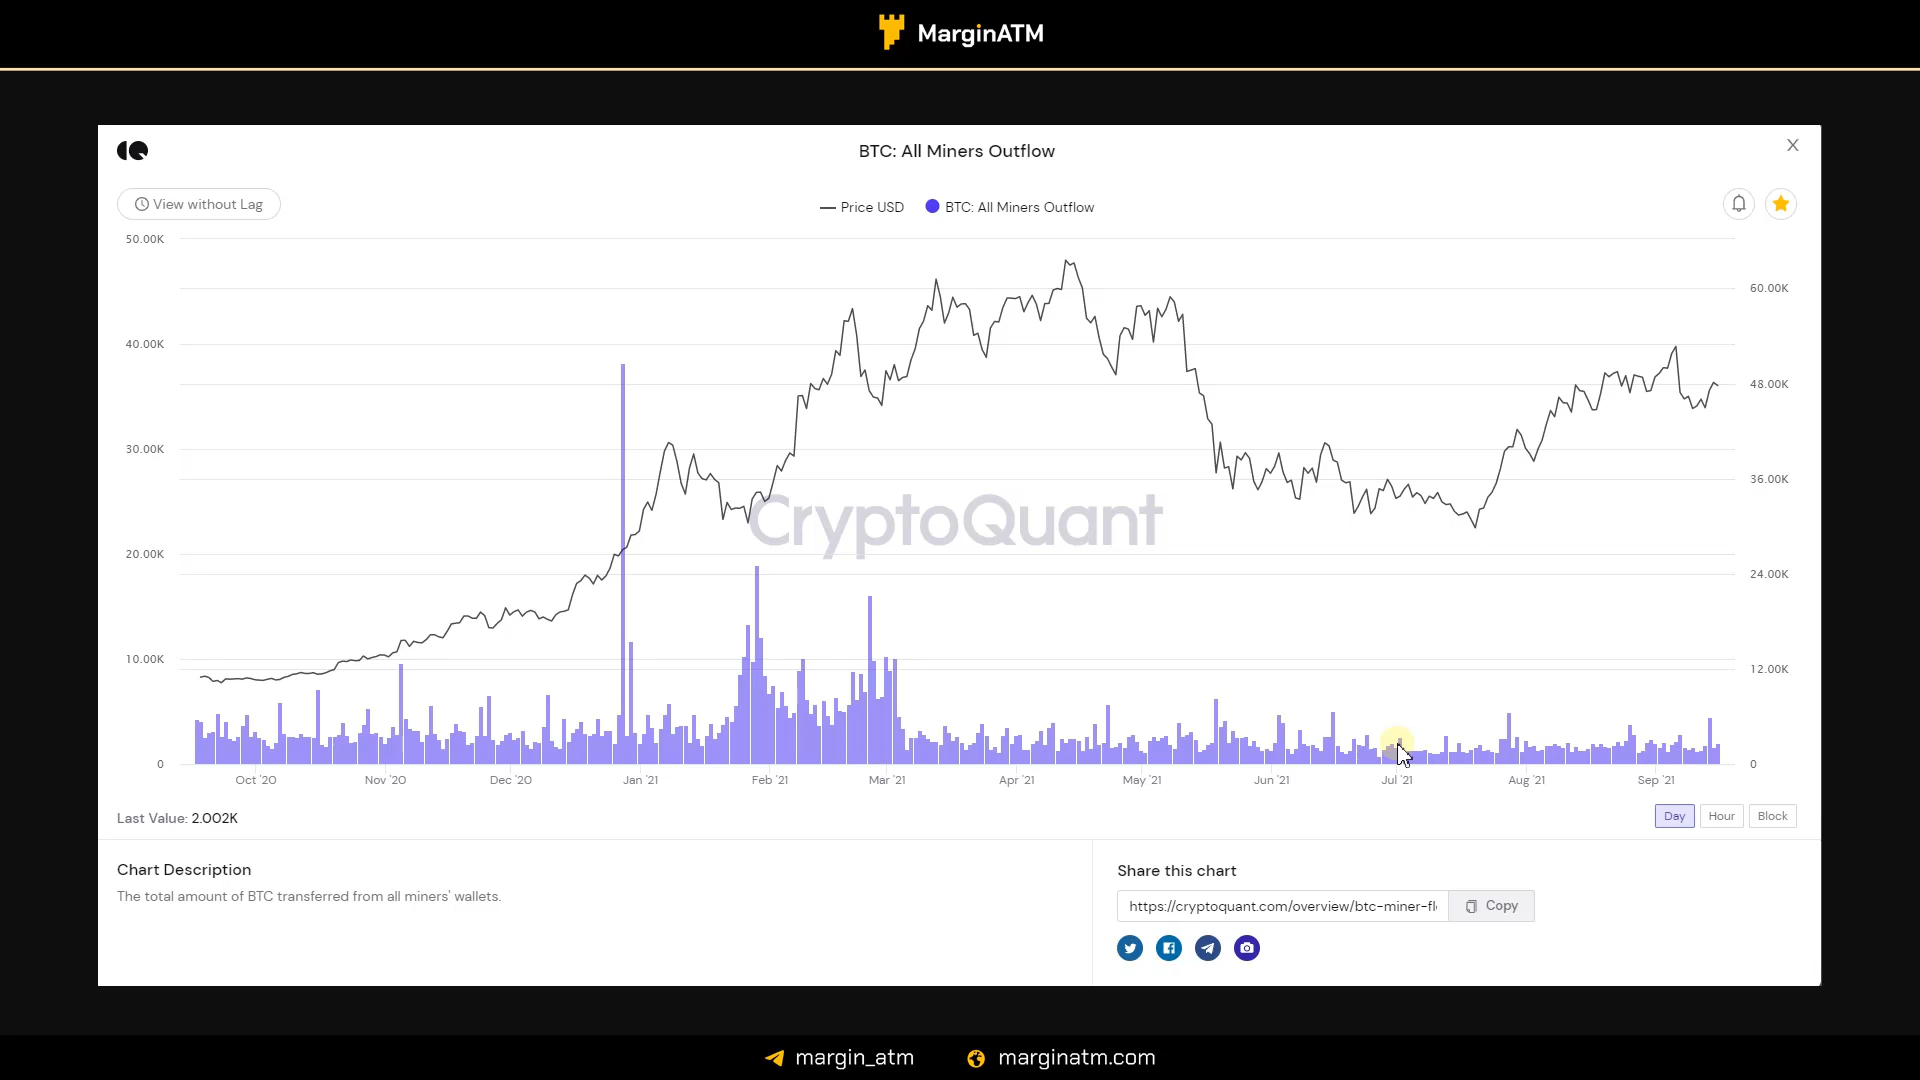 MarginATM
BTC: All Miners Outflow
X
View without Lag
Price USD
BTC: All Miners Outflow
50.00K
40.00K
30.00K
20.00K
10.00K
0
60.00K
48.00K
36.00K
24.00K
12.00K
0
CryptoQuant
Oct '20
Nov '20
Dec '20
Jan '21
Feb '21
Mar '21
Apr '21
May '21
Jun '21
Jul '21
Aug '21
Sep '21
Last Value: 2.002K
Day
Hour
Block
Chart Description
The total amount of BTC transferred from all miners' wallets.
Share this chart
https://cryptoquant.com/overview/btc-miner-fl
Copy
margin_atm
marginatm.com